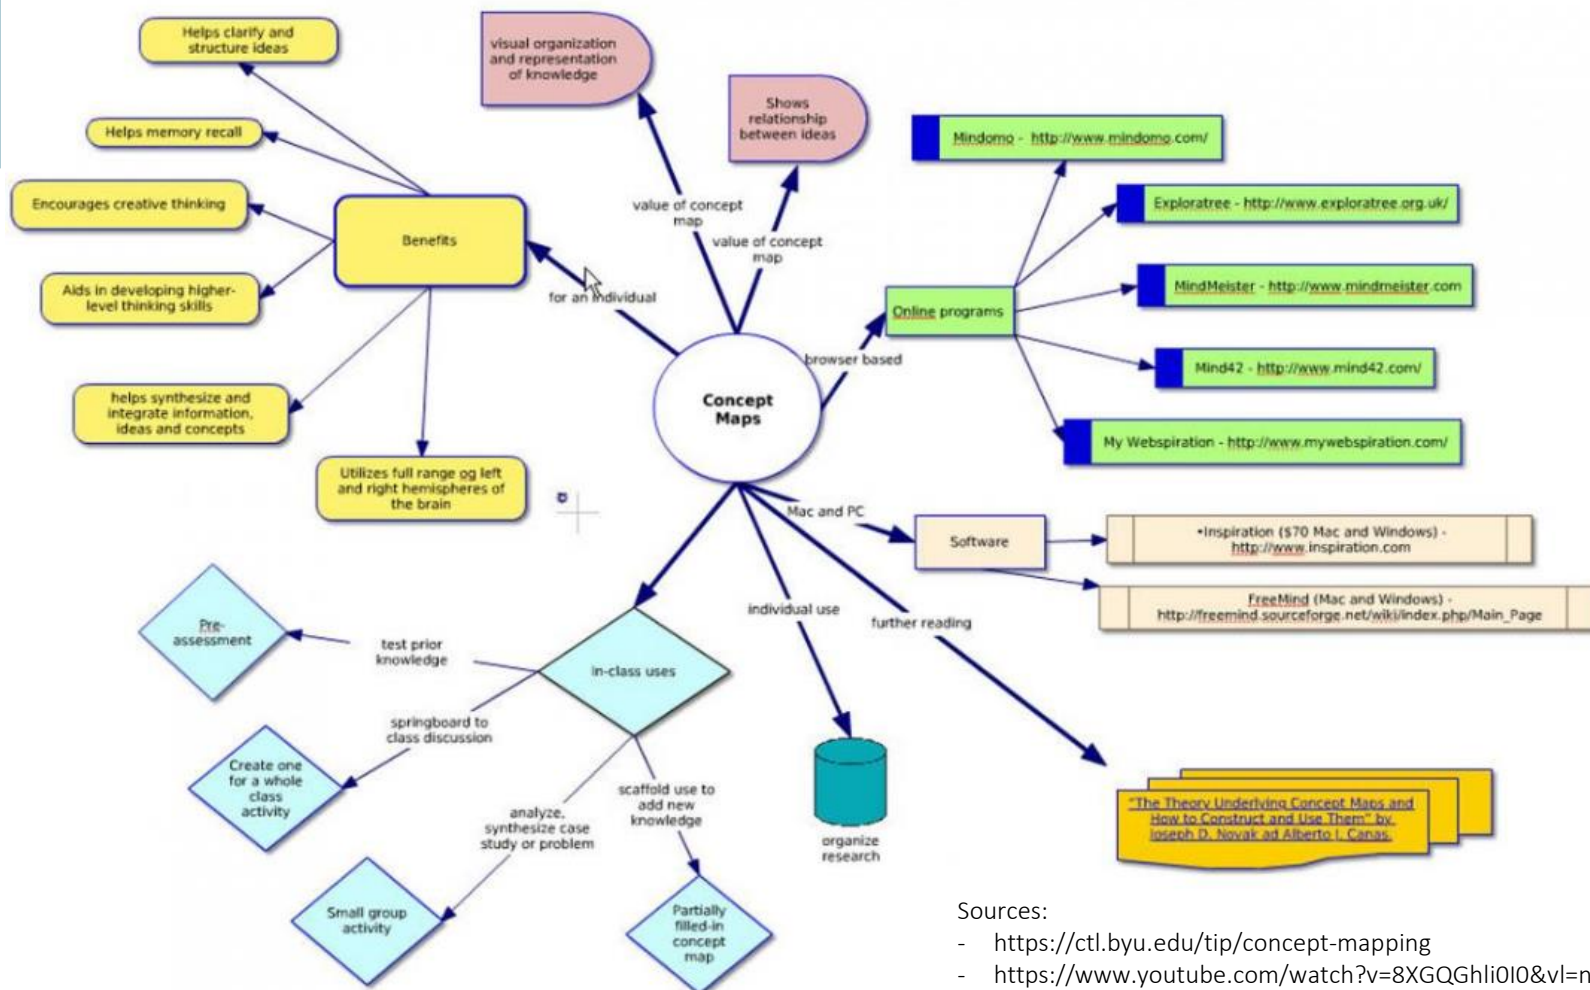 Helps clarify and
structure ideas
Helps memory recall
Encourages creative thinking
Aids in developing higher-
level thinking skills
helps synthesize and
integrate information,
ideas and concepts
Utilizes full range og left
and right hemispheres of
the brain
Benefits
for an individual
visual organization
and representation
of knowledge
value of concept
map
Shows
relationship
between ideas
value of concept
map
Concept
Maps
browser based
Online programs
Mindomo - http://www.mindomo.com/
Exploratree - http://www.exploratree.org.uk/
MindMeister - http://www.mindmeister.com
Mind42 - http://www.mind42.com/
My Webspiration - http://www.mywebspiration.com/
Mac and PC
Software
•Inspiration ($70 Mac and Windows) -
http://www.inspiration.com
FreeMind (Mac and Windows) -
http://freemind.sourceforge.net/wiki/index.php/Main_Page
individual use
organize
research
further reading
"The Theory Underlying Concept Maps and
How to Construct and Use Them" by
Joseph D. Novak ad Alberto J. Canas.
In-class uses
test prior
knowledge
Pre-
assessment
springboard to
class discussion
Create one
for a whole
class
activity
analyze,
synthesize case
study or problem
Small group
activity
scaffold use to
add new
knowledge
Partially
filled-in
concept
map
Sources:
- https://ctl.byu.edu/tip/concept-mapping
- https://www.youtube.com/watch?v=8XGQGhli0I0&vl=n